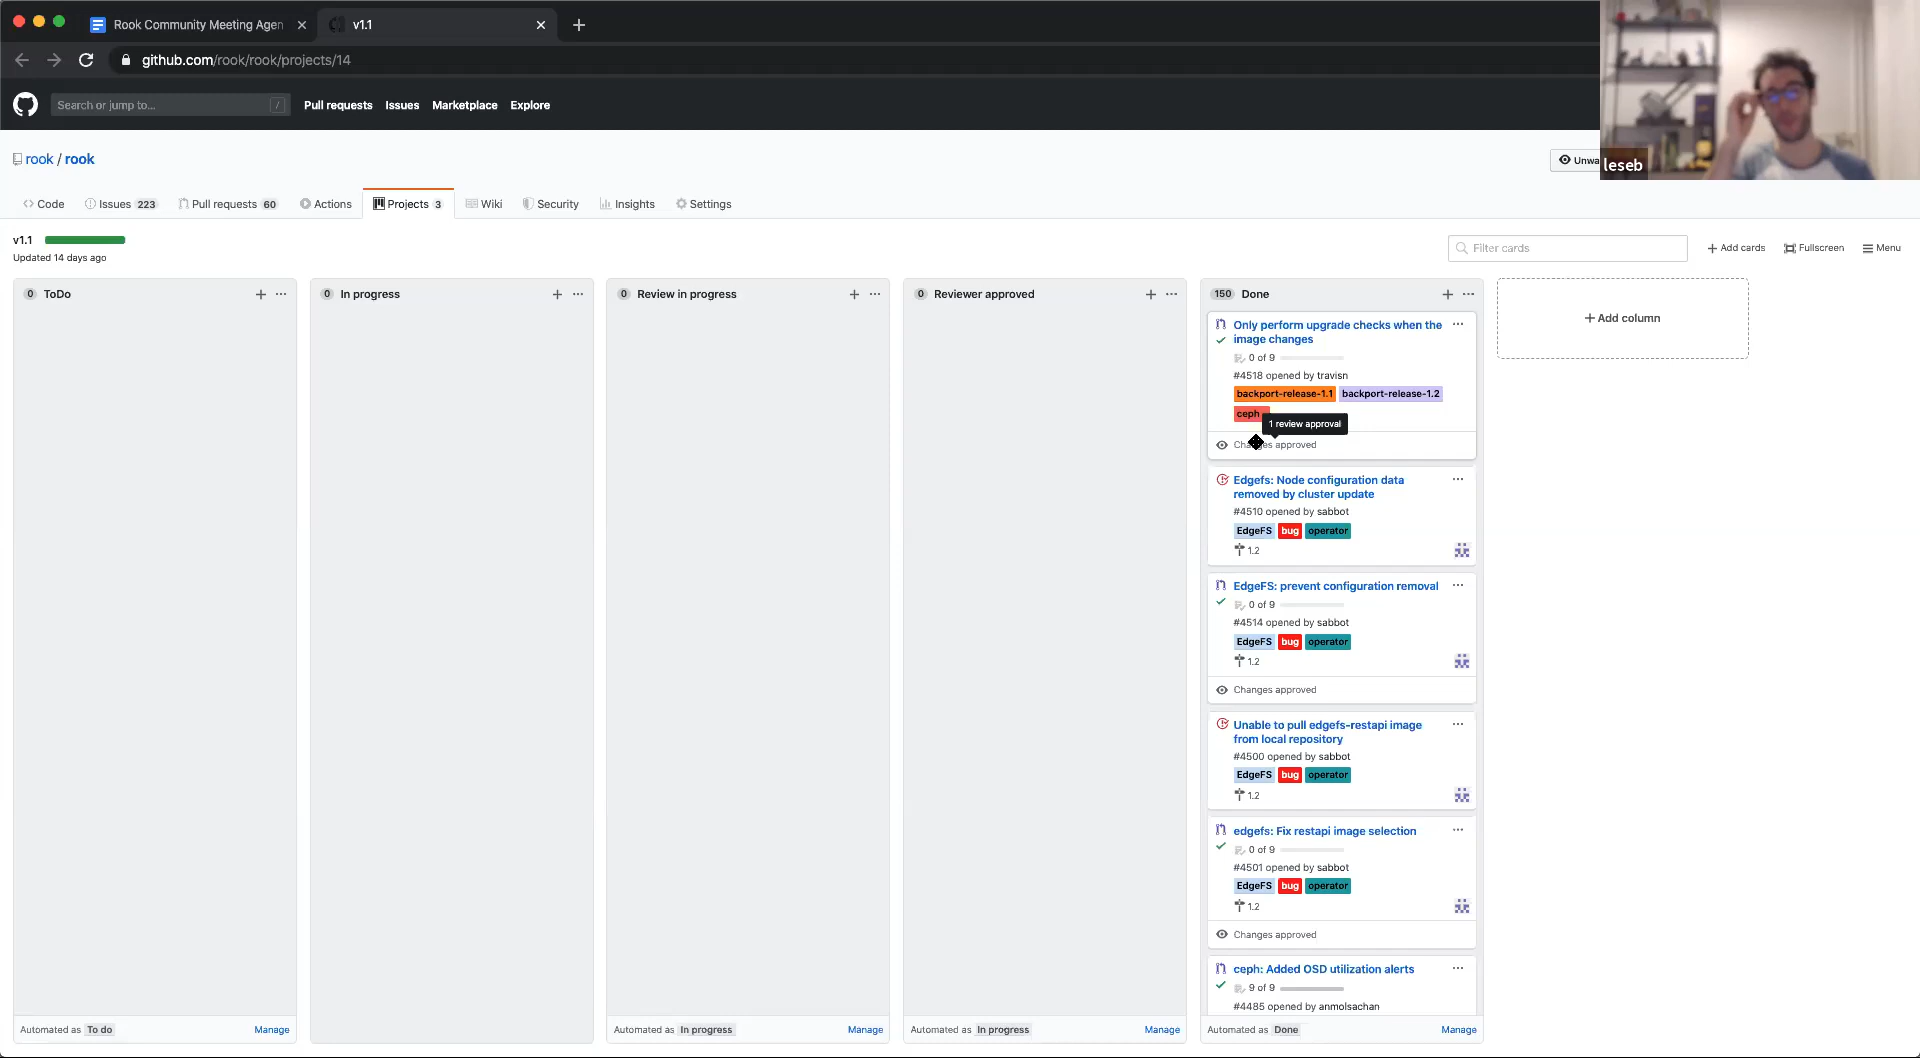 Rook Community Meeting Agen
v1.1
github.com/rook/rook/projects/14
Search or jump to...
/
Pull requests
Issues
Marketplace
Explore
leseb
rook / rook
Unwa
Code
Issues 223
Pull requests 60
Actions
Projects 3
Wiki
Security
Insights
Settings
v1.1
Updated 14 days ago
Filter cards
Add cards
Fullscreen
Menu
0 ToDo
0 In progress
0 Review in progress
0 Reviewer approved
150 Done
Add column
Only perform upgrade checks when the
image changes
0 of 9
#4518 opened by travisn
backport-release-1.1 backport-release-1.2
ceph
1 review approval
Changes approved
Edgefs: Node configuration data
removed by cluster update
#4510 opened by sabbot
EdgeFS bug operator
1.2
EdgeFS: prevent configuration removal
0 of 9
#4514 opened by sabbot
EdgeFS bug operator
1.2
Changes approved
Unable to pull edgefs-restapi image
from local repository
#4500 opened by sabbot
EdgeFS bug operator
1.2
edgefs: Fix restapi image selection
0 of 9
#4501 opened by sabbot
EdgeFS bug operator
1.2
Changes approved
ceph: Added OSD utilization alerts
9 of 9
#4485 opened by anmolsachan
Automated as To do
Manage
Automated as In progress
Manage
Automated as In progress
Manage
Automated as Done
Manage